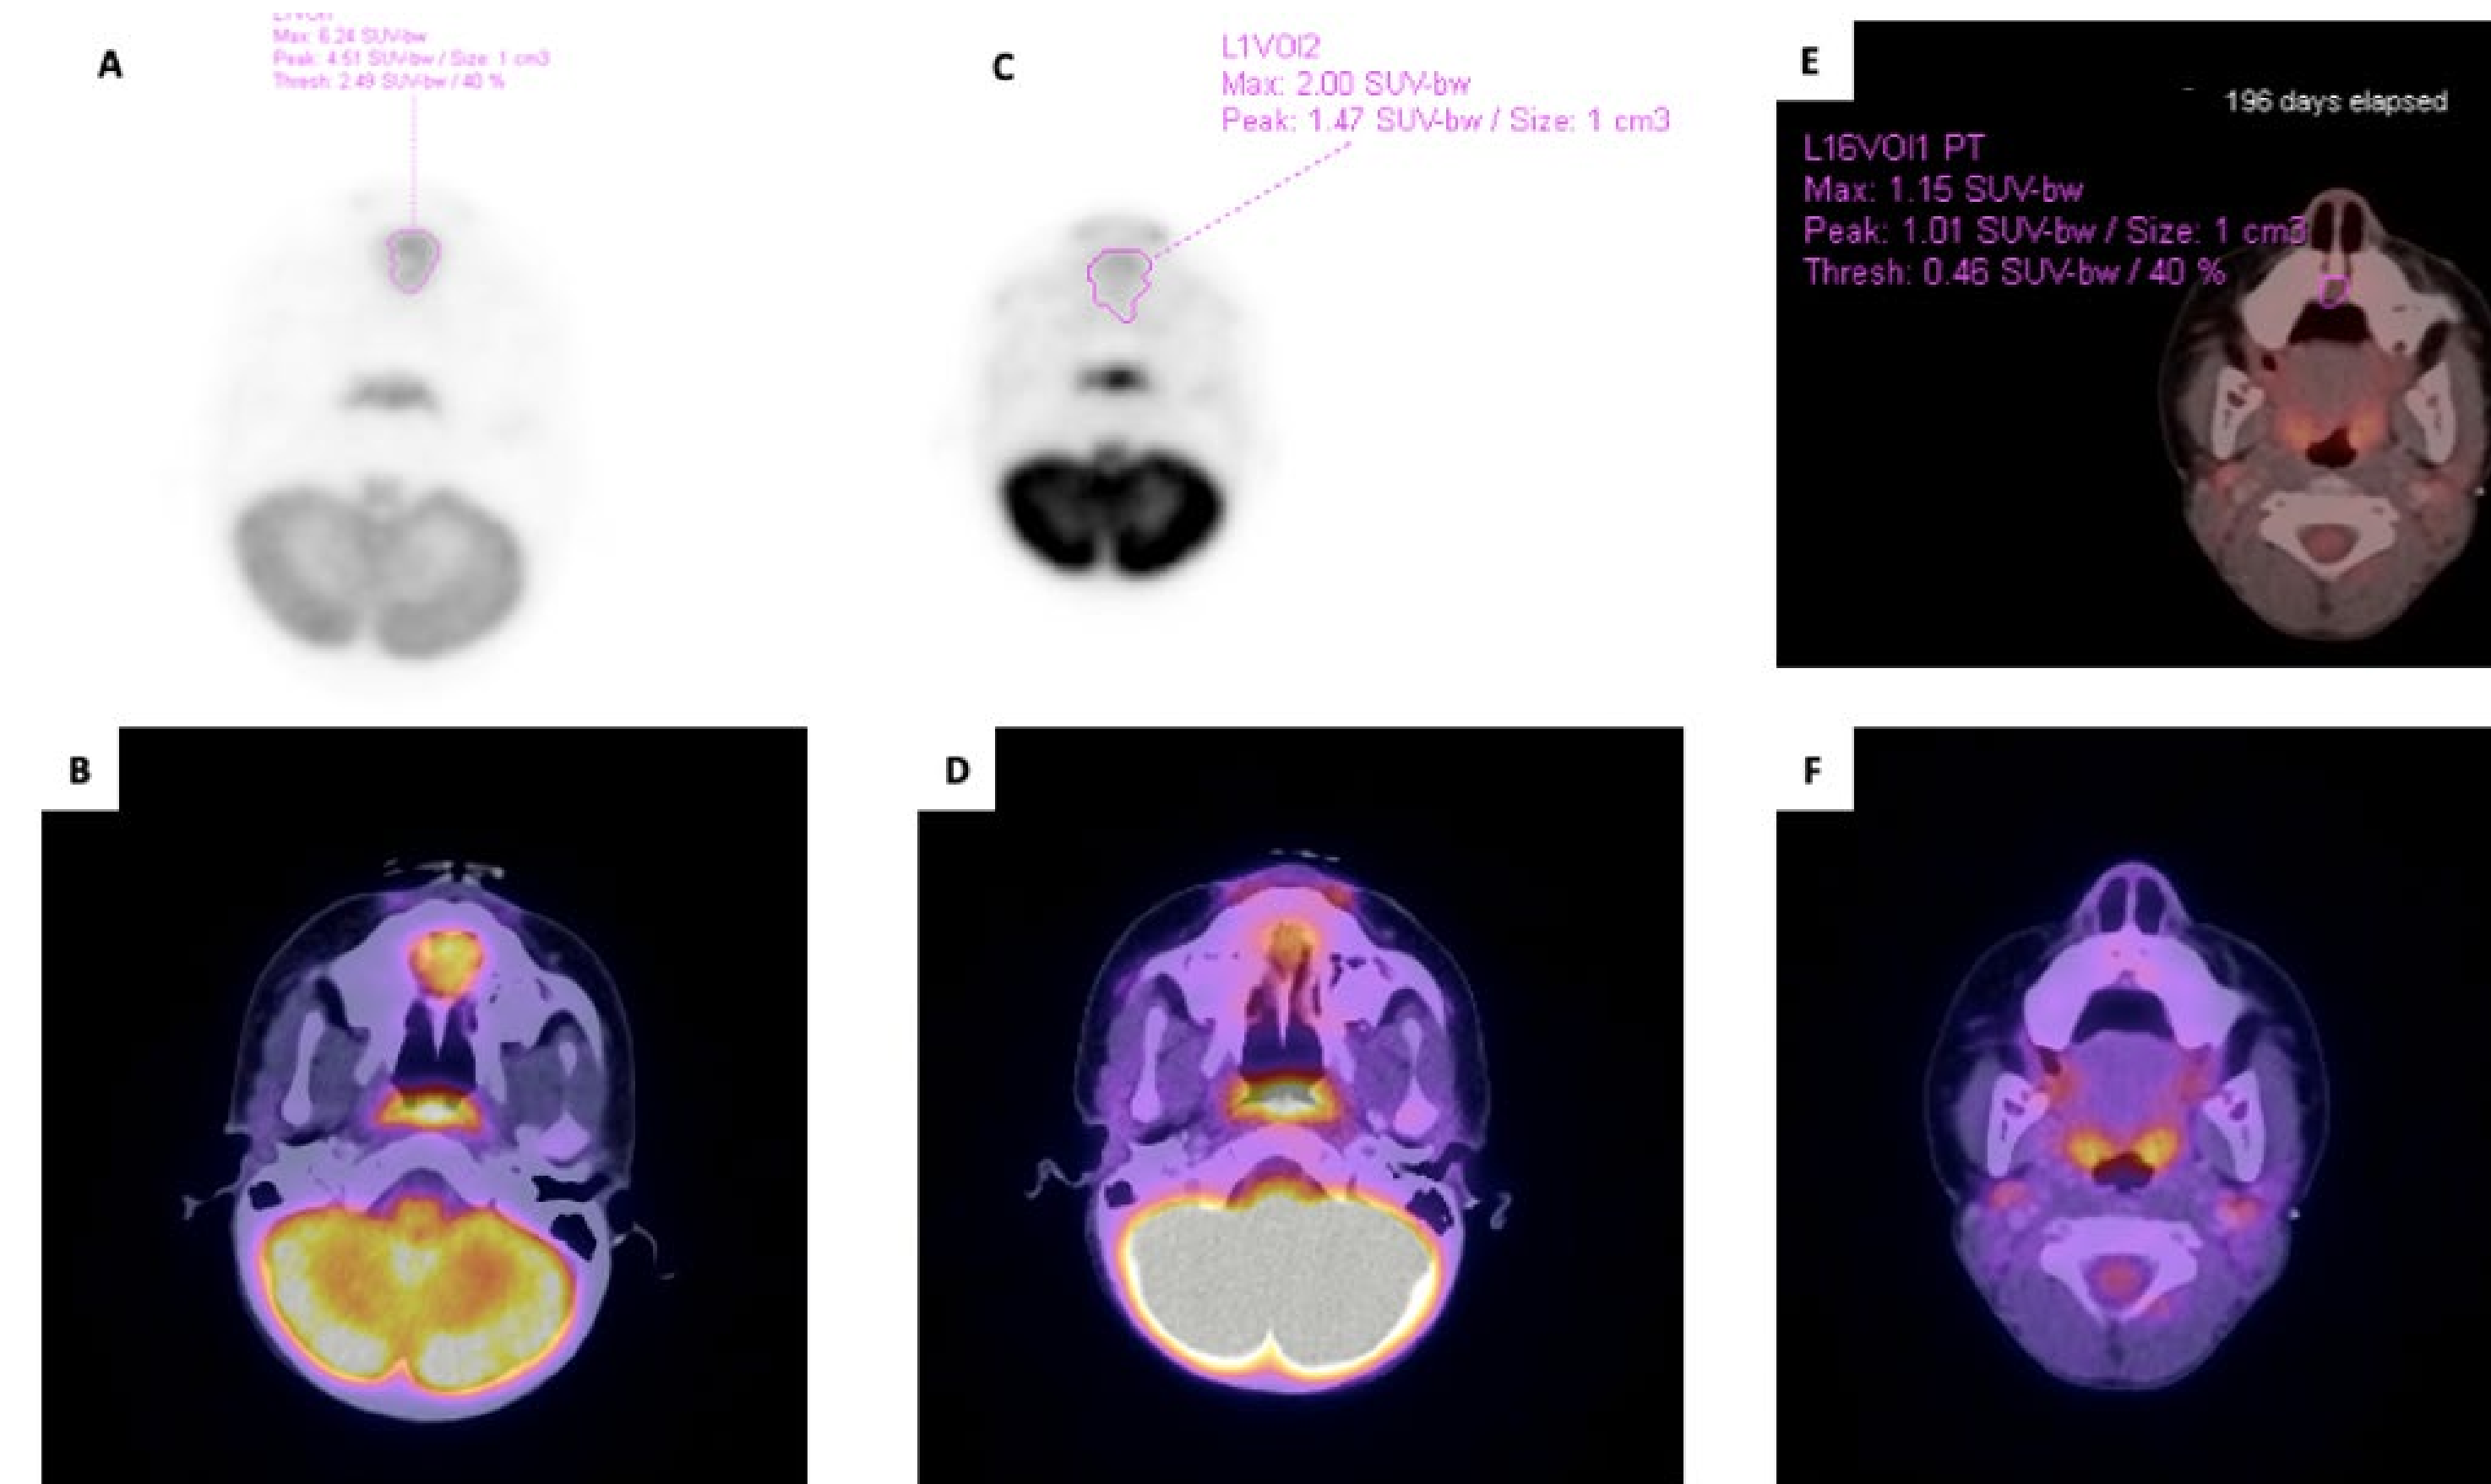 A
Max: 6.24 SUV-bw
Peak: 4.51 SUV-bw / Size: 1 cm3
Thresh: 2.49 SUV-bw / 40 %
C
L1VOI2
Max: 2.00 SUV-bw
Peak: 1.47 SUV-bw / Size: 1 cm3
E
196 days elapsed
L16VOI1 PT
Max: 1.15 SUV-bw
Peak: 1.01 SUV-bw / Size: 1 cm3
Thresh: 0.46 SUV-bw / 40 %
B
D
F